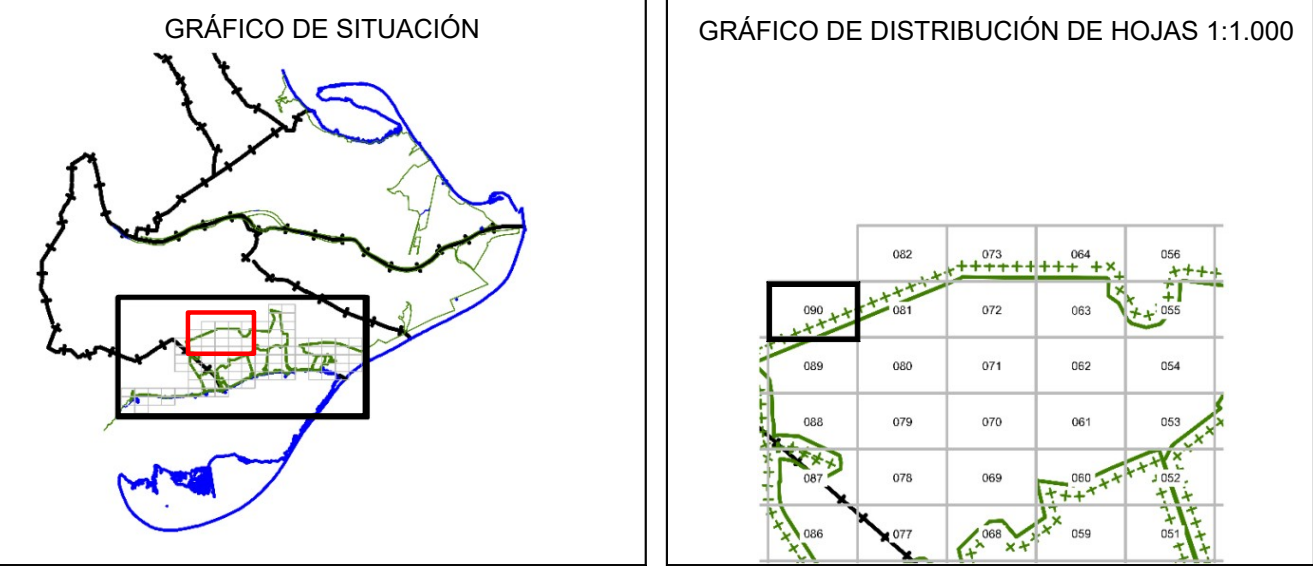 GRÁFICO DE SITUACIÓN
GRÁFICO DE DISTRIBUCIÓN DE HOJAS 1:1.000
082 073 064 056
090 081 072 063 055
089 080 071 062 054
088 079 070 061 053
087 078 069 060 052
086 077 068 059 051